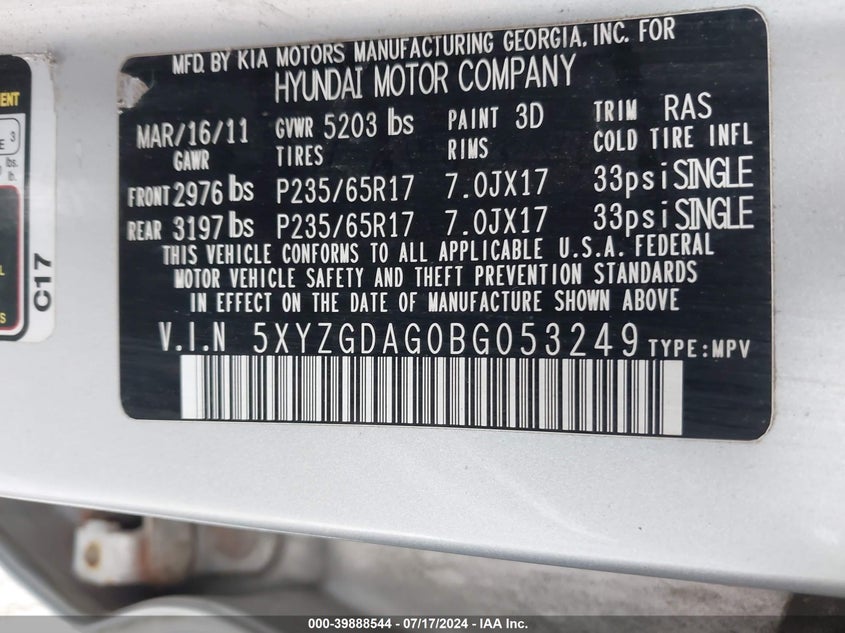 MFD. BY KIA MOTORS MANUFACTURING GEORGIA, INC. FOR
HYUNDAI MOTOR COMPANY
MAR/16/11 GVWR 5203 lbs PAINT 3D TRIM RAS
GAWR TIRES RIMS COLD TIRE INFL
FRONT 2976 lbs P235/65R17 7.0JX17 33psi SINGLE
REAR 3197 lbs P235/65R17 7.0JX17 33psi SINGLE
THIS VEHICLE CONFORMS TO ALL APPLICABLE U.S.A. FEDERAL
MOTOR VEHICLE SAFETY AND THEFT PREVENTION STANDARDS
IN EFFECT ON THE DATE OF MANUFACTURE SHOWN ABOVE
V.I.N 5XYZGDAG0BG053249 TYPE:MPV
C17
000-39888544 / 07/17/2024 - IAA Inc.